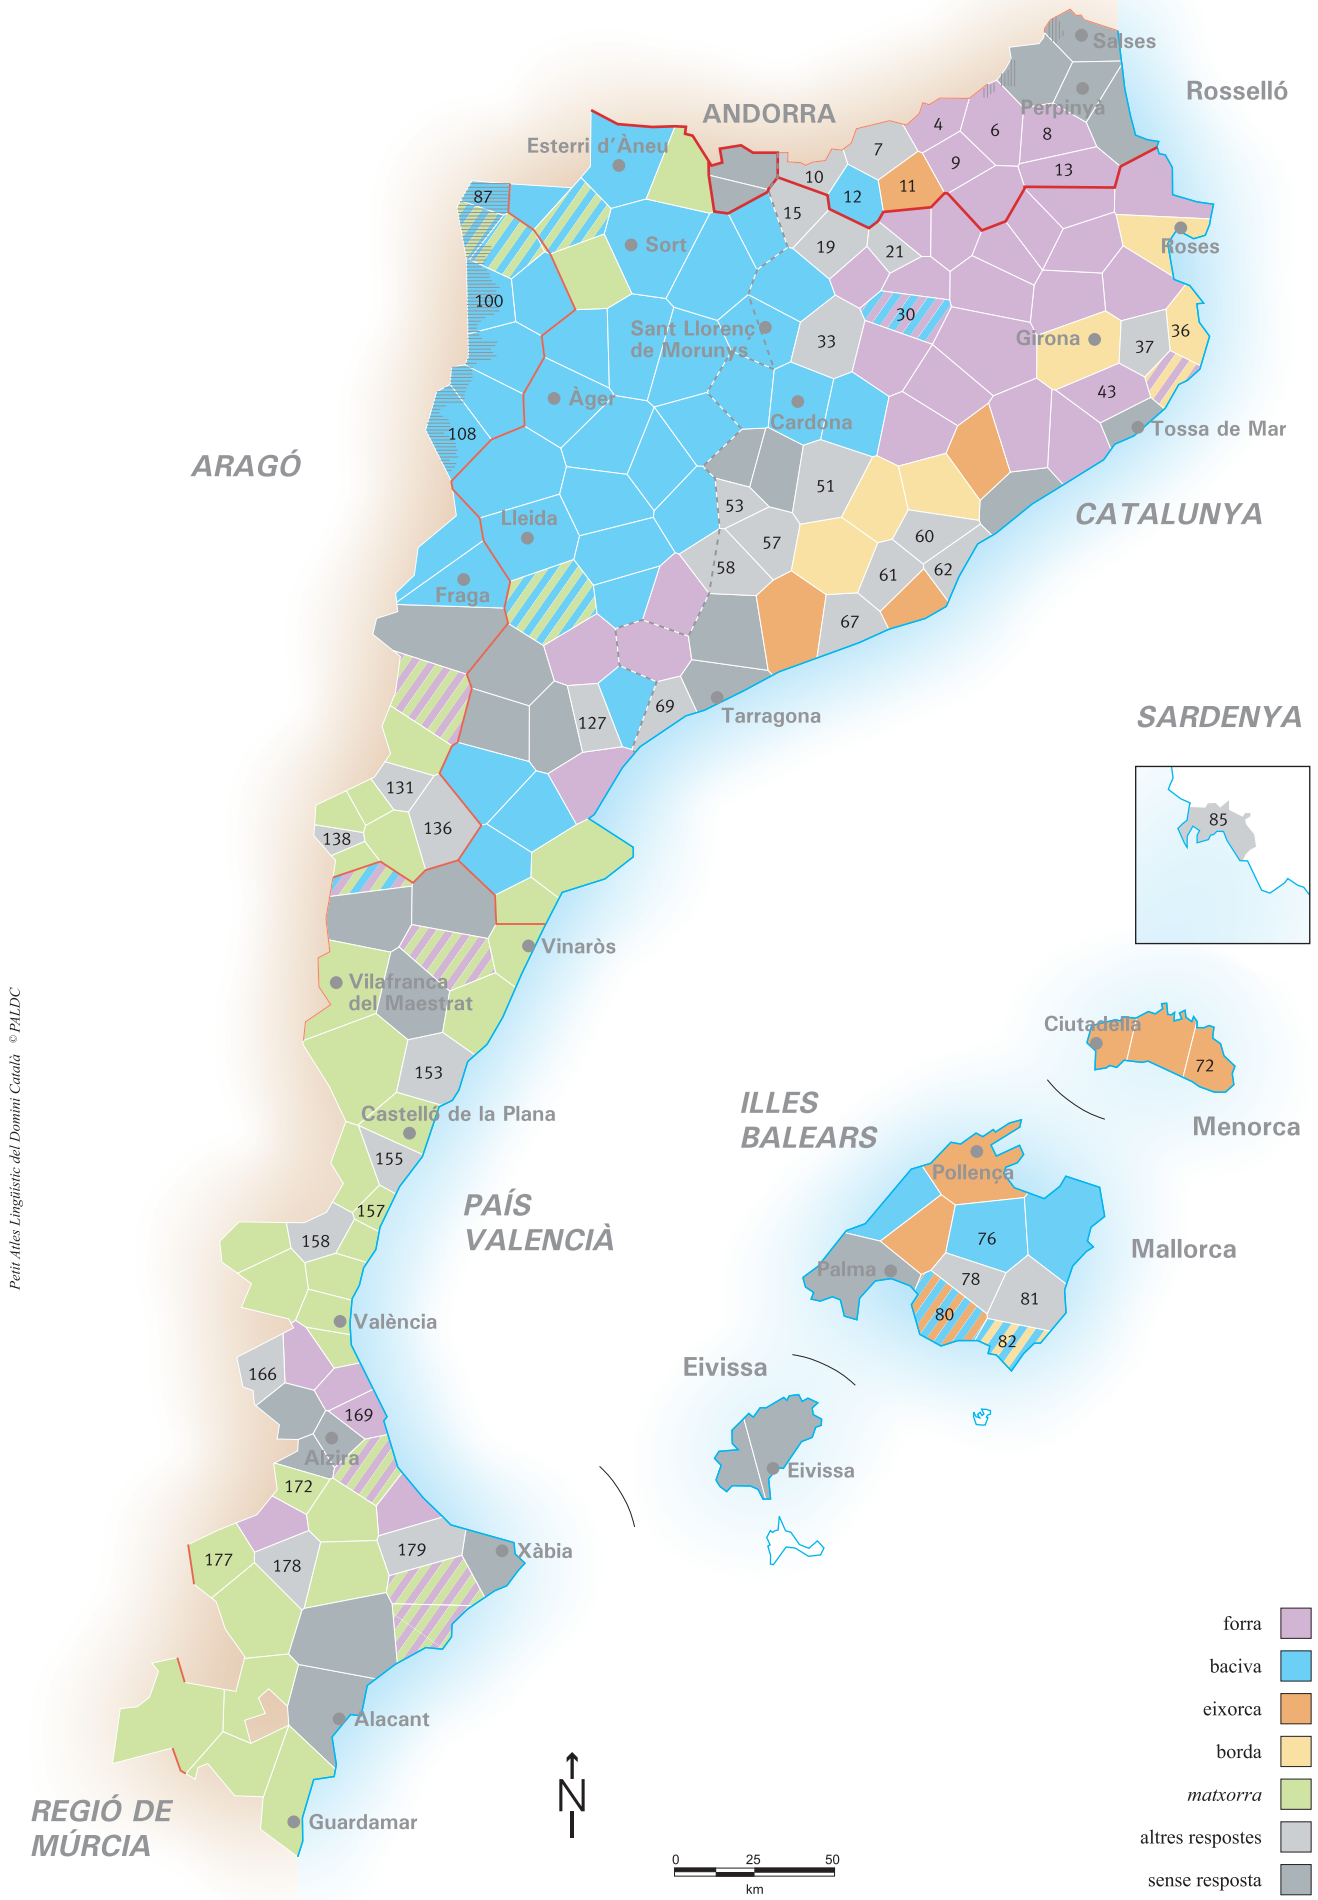 Salses
Rosselló
ANDORRA
Perpinyà
4
6
8
7
9
13
Esterri d'Àneu
10
11
12
87
15
Sort
19
21
Roses
100
30
Sant Llorenç
de Morunys
33
Girona
37
36
Àger
43
Cardona
108
Tossa de Mar
ARAGÓ
51
53
CATALUNYA
Lleida
57
60
58
61
62
Fraga
67
69
127
Tarragona
SARDENYA
131
136
138
85
Vinaròs
Vilafranca
del Maestrat
Petit Atles Lingüístic del Domini Català © PALDC
Ciutadella
153
72
Castelló de la Plana
ILLES
BALEARS
Menorca
155
Pollença
157
PAÍS
VALENCIÀ
158
76
Mallorca
Palma
78
81
80
82
València
Eivissa
166
169
Alzira
Eivissa
172
177
178
179
Xàbia
Alacant
REGIÓ DE
MÚRCIA
Guardamar
N
0 25 50
km
forra
baciva
eixorca
borda
matxorra
altres respostes
sense resposta